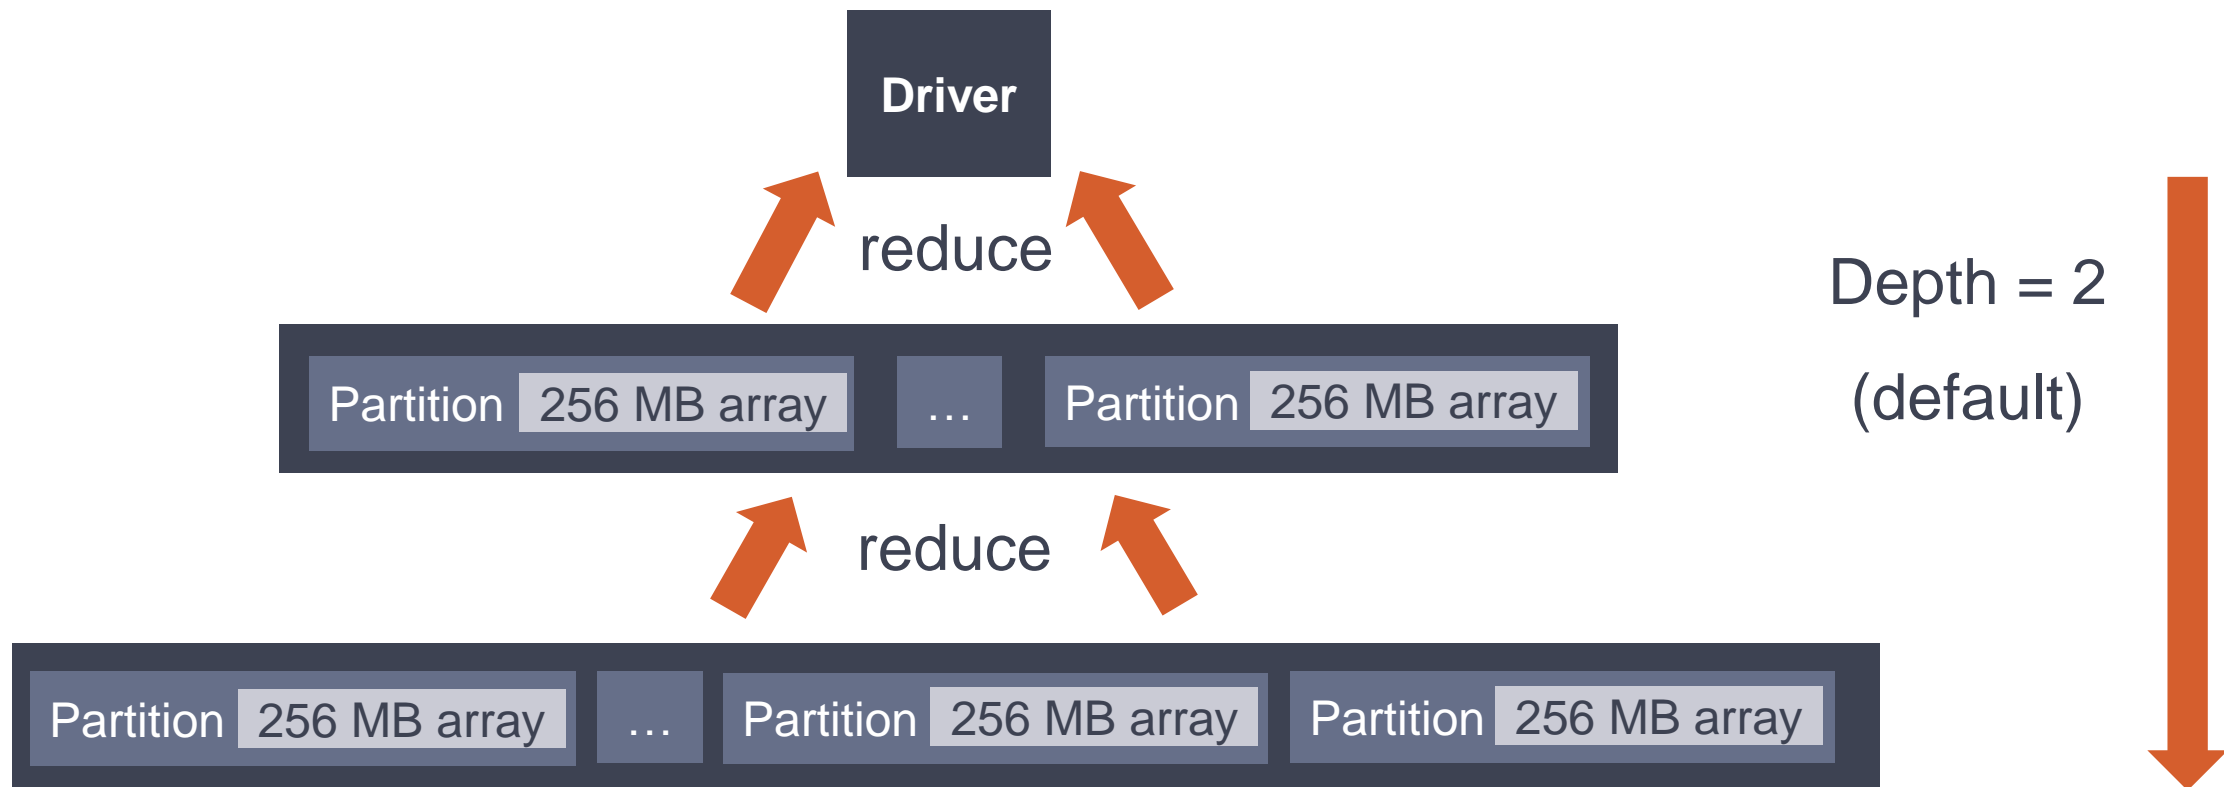 Driver
reduce
Depth = 2
(default)
Partition 256 MB array … Partition 256 MB array
reduce
Partition 256 MB array … Partition 256 MB array Partition 256 MB array